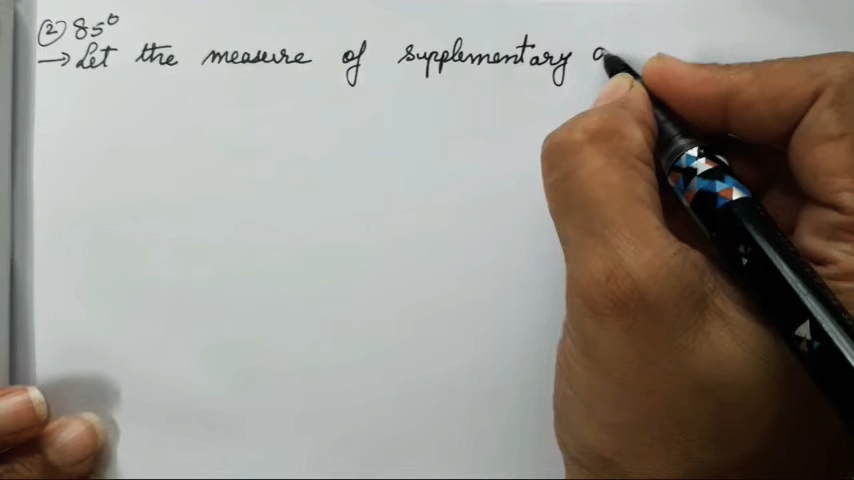 ② 85°
→ Let the measure of supplementary a